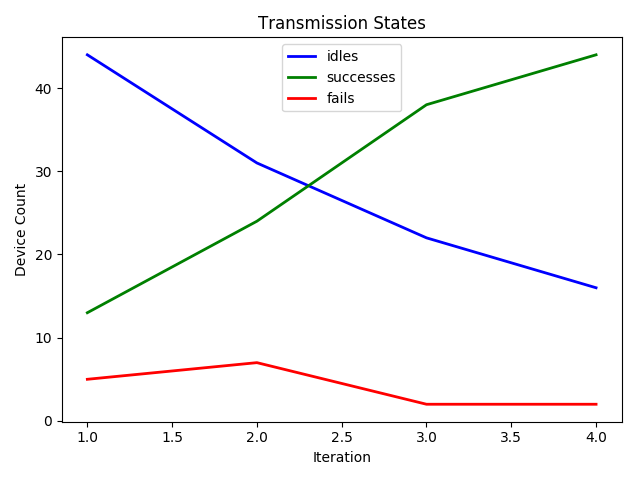 Transmission States
idles
successes
fails
Device Count
40
30
20
10
0
1.0 1.5 2.0 2.5 3.0 3.5 4.0
Iteration